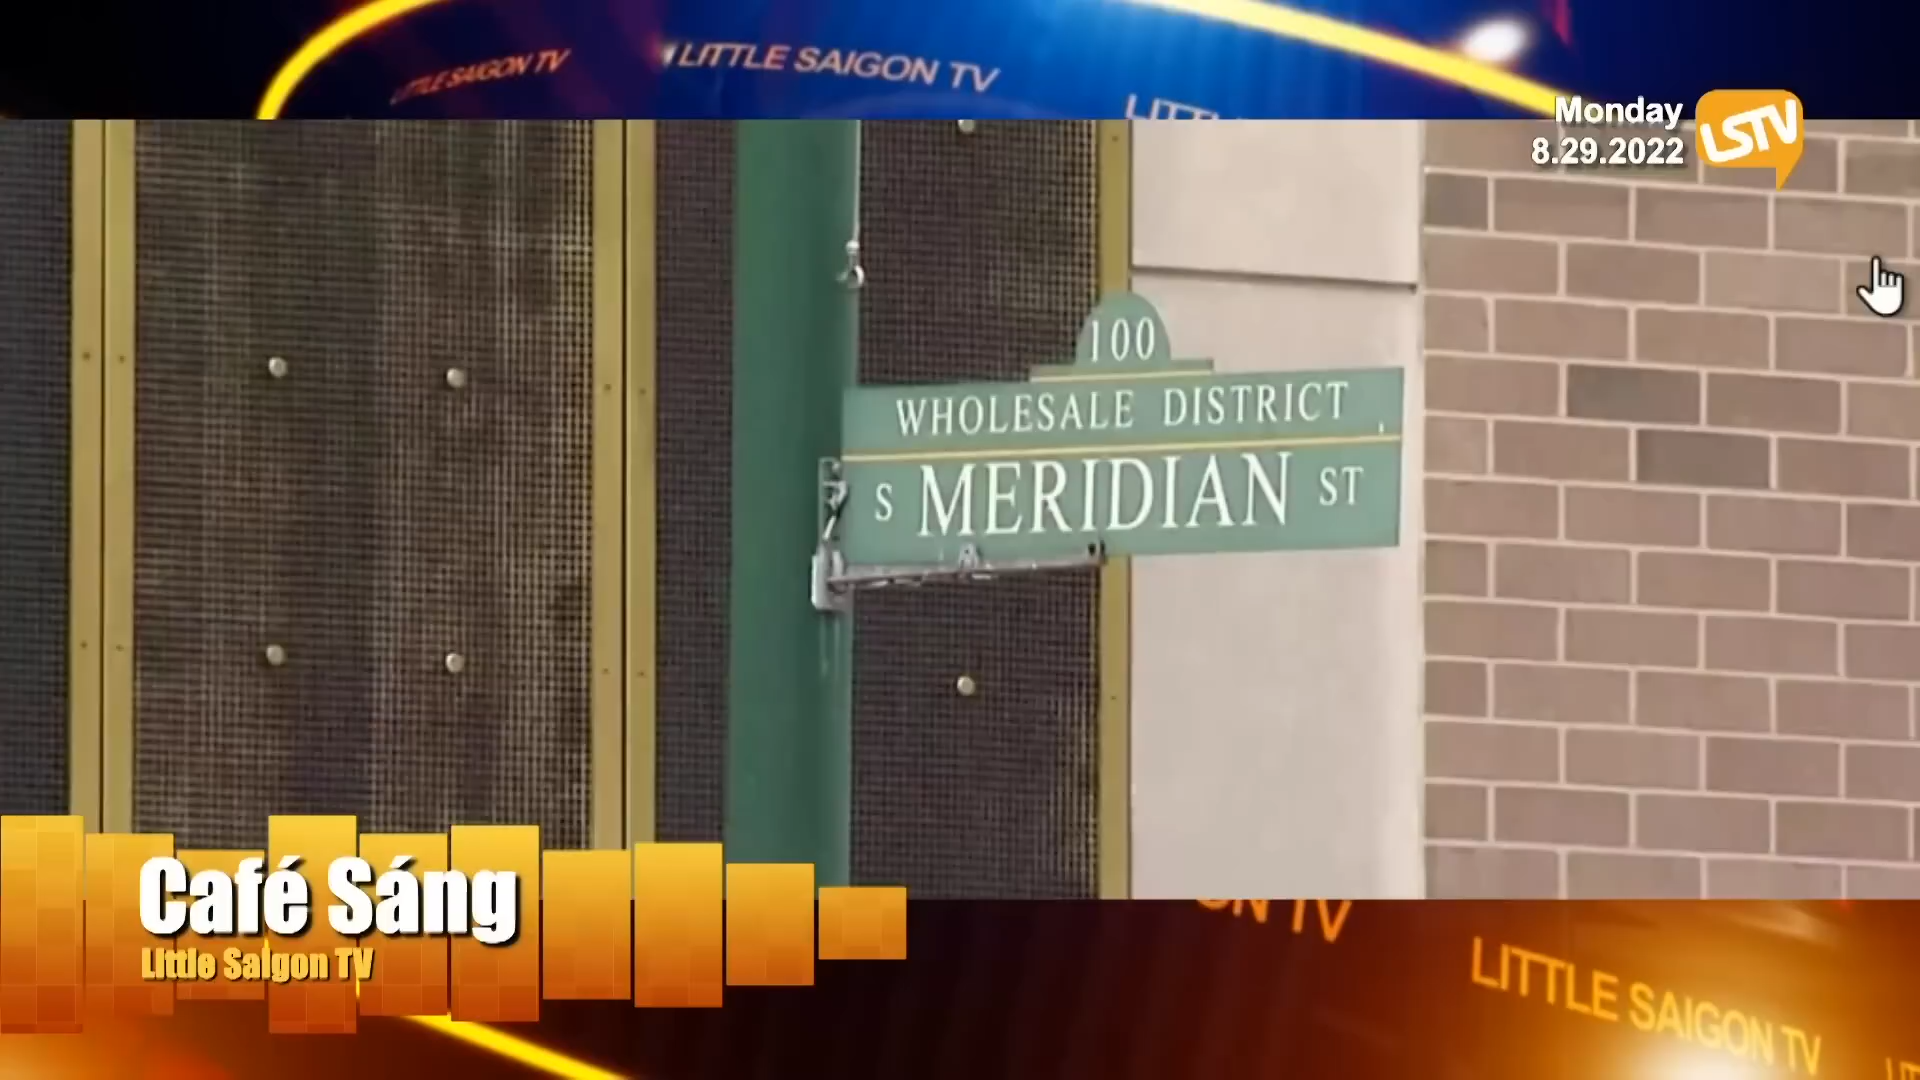 LITTLE SAIGON TV
LITTLE SAIGON TV
Monday
8.29.2022
LSTV
100
WHOLESALE DISTRICT
S MERIDIAN ST
Café Sáng
Little Saigon TV
LITTLE SAIGON TV